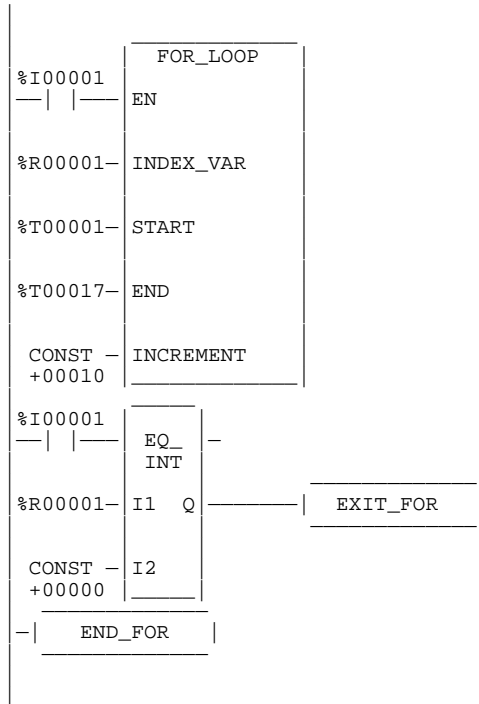 FOR_LOOP
%I00001
EN
%R00001 INDEX_VAR
%T00001 START
%T00017 END
CONST INCREMENT
+00010
%I00001
EQ_
INT
%R00001 I1 Q EXIT_FOR
CONST I2
+00000
END_FOR